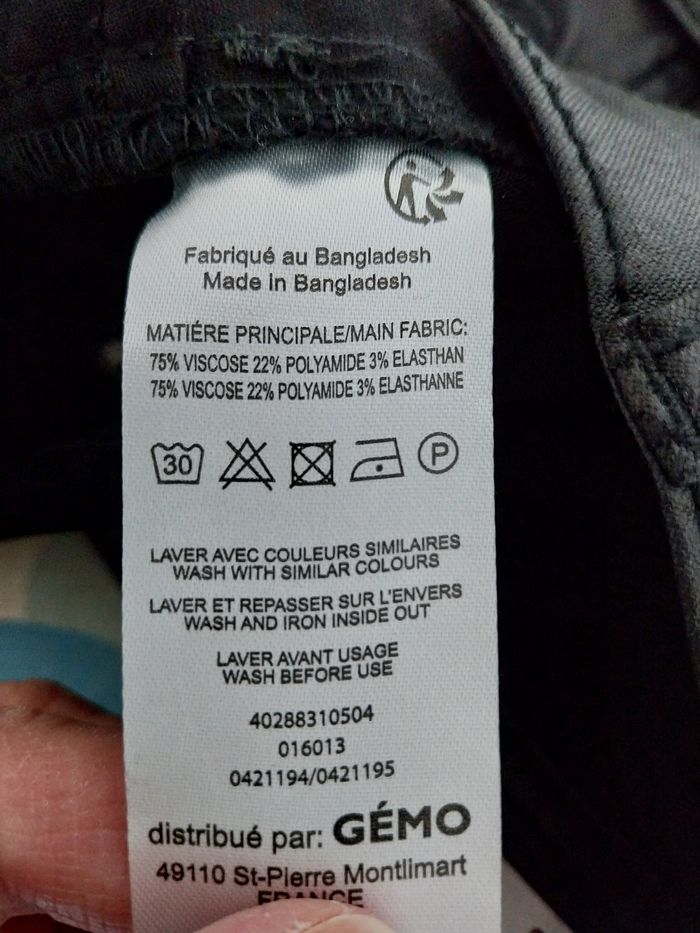 Fabriqué au Bangladesh
Made in Bangladesh
MATIÉRE PRINCIPALE/MAIN FABRIC:
75% VISCOSE 22% POLYAMIDE 3% ELASTHAN
75% VISCOSE 22% POLYAMIDE 3% ELASTHANNE
30 P
LAVER AVEC COULEURS SIMILAIRES
WASH WITH SIMILAR COLOURS
LAVER ET REPASSER SUR L'ENVERS
WASH AND IRON INSIDE OUT
LAVER AVANT USAGE
WASH BEFORE USE
40288310504
016013
0421194/0421195
distribué par: GÉMO
49110 St-Pierre Montlimart
FRANCE